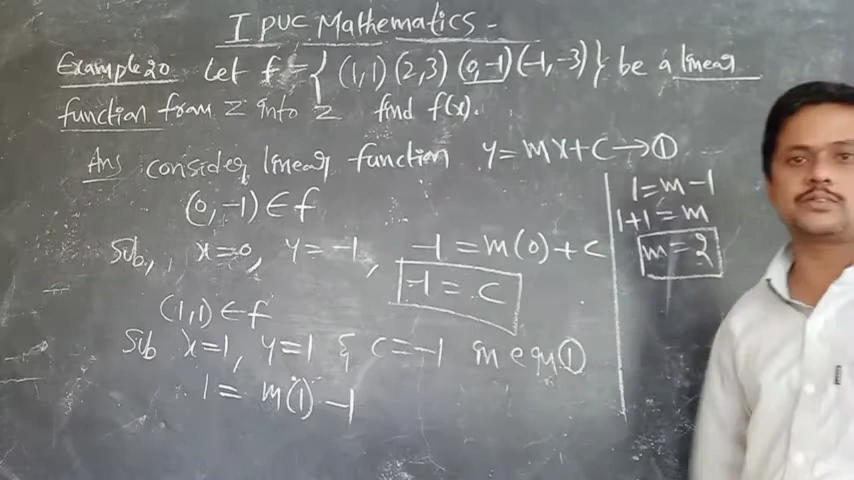 I PUC Mathematics -
Example 20 Let f = { (1,1) (2,3) (0,-1) (-1,-3)} be a linear
function from Z into Z find f(x).
Ans consider linear function y = mx+c → ①
(0,-1) ∈ f
Sub., x=0, y=-1, -1 = m(0)+c
-1 = c
(1,1) ∈ f
Sub x=1, y=1 & c=-1 in equ ①
1 = m(1) -1
1 = m -1
1+1 = m
m = 2